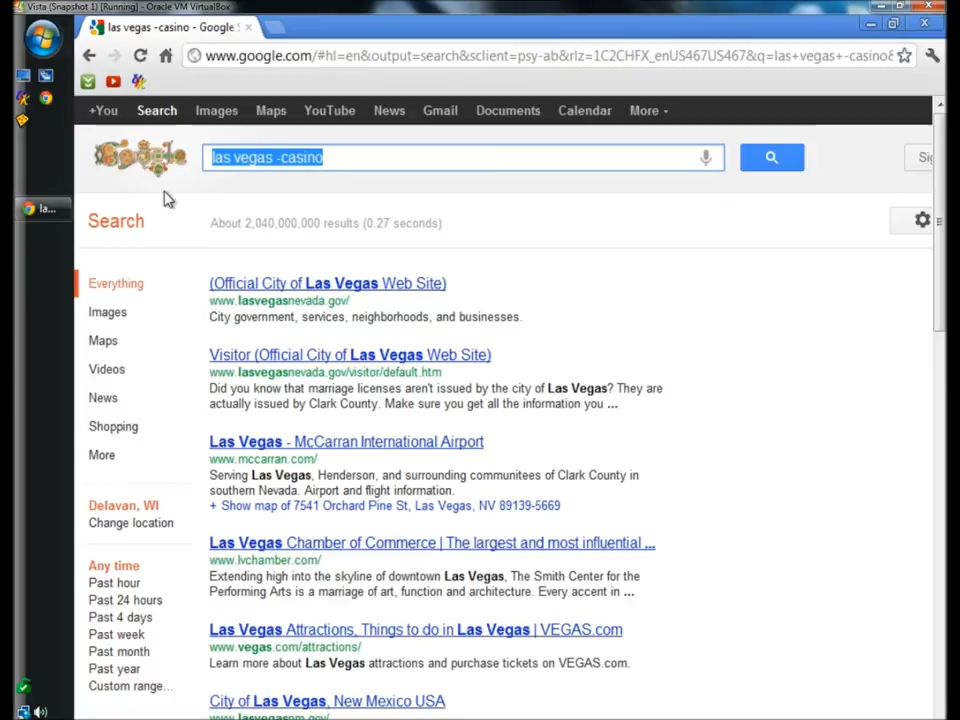 Vista (Snapshot 1) [Running] - Oracle VM VirtualBox
las vegas -casino - Google S
www.google.com/#hl=en&output=search&sclient=psy-ab&rlz=1C2CHFX_enUS467US467&q=las+vegas+-casino&
+You Search Images Maps YouTube News Gmail Documents Calendar More
Google
las vegas -casino
Sig
la...
Search
About 2,040,000,000 results (0.27 seconds)
Everything
Images
Maps
Videos
News
Shopping
More
Delavan, WI
Change location
Any time
Past hour
Past 24 hours
Past 4 days
Past week
Past month
Past year
Custom range...
(Official City of Las Vegas Web Site)
www.lasvegasnevada.gov/
City government, services, neighborhoods, and businesses.
Visitor (Official City of Las Vegas Web Site)
www.lasvegasnevada.gov/visitor/default.htm
Did you know that marriage licenses aren't issued by the city of Las Vegas? They are
actually issued by Clark County. Make sure you get all the information you ...
Las Vegas - McCarran International Airport
www.mccarran.com/
Serving Las Vegas, Henderson, and surrounding communitees of Clark County in
southern Nevada. Airport and flight information.
+ Show map of 7541 Orchard Pine St, Las Vegas, NV 89139-5669
Las Vegas Chamber of Commerce | The largest and most influential ...
www.lvchamber.com/
Extending high into the skyline of downtown Las Vegas, The Smith Center for the
Performing Arts is a marriage of art, function and architecture. Every accent in ...
Las Vegas Attractions, Things to do in Las Vegas | VEGAS.com
www.vegas.com/attractions/
Learn more about Las Vegas attractions and purchase tickets on VEGAS.com.
City of Las Vegas, New Mexico USA
www.lasvegasnm.gov/